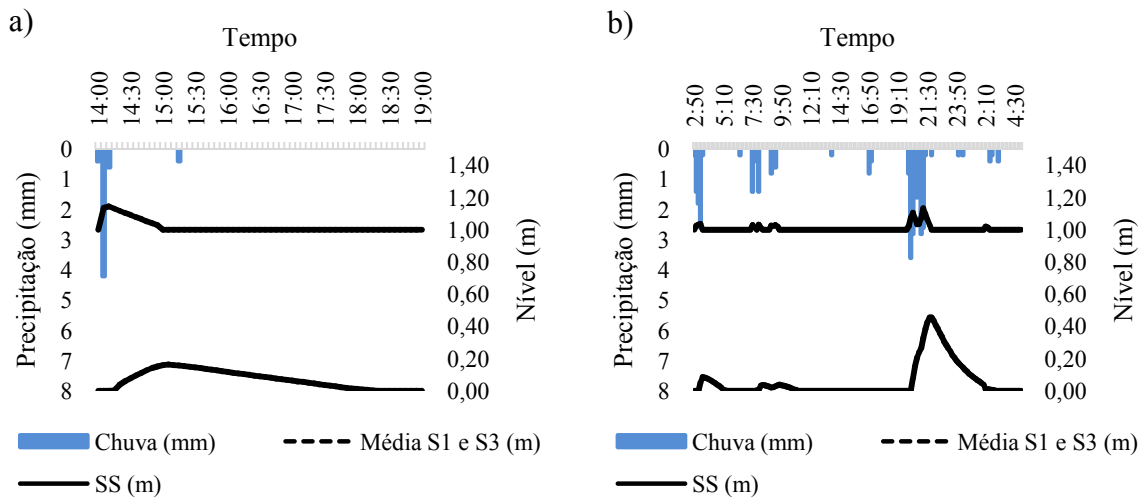 a)
Tempo
14:00 14:30 15:00 15:30 16:00 16:30 17:00 17:30 18:00 18:30 19:00
Precipitação (mm)
0
1
2
3
4
5
6
7
8
1,40
1,20
1,00
0,80
0,60
0,40
0,20
0,00
Nível (m)
Chuva (mm) Média S1 e S3 (m)
SS (m)
b)
Tempo
2:50 5:10 7:30 9:50 12:10 14:30 16:50 19:10 21:30 23:50 2:10 4:30
Precipitação (mm)
0
1
2
3
4
5
6
7
8
1,40
1,20
1,00
0,80
0,60
0,40
0,20
0,00
Nível (m)
Chuva (mm) Média S1 e S3 (m)
SS (m)